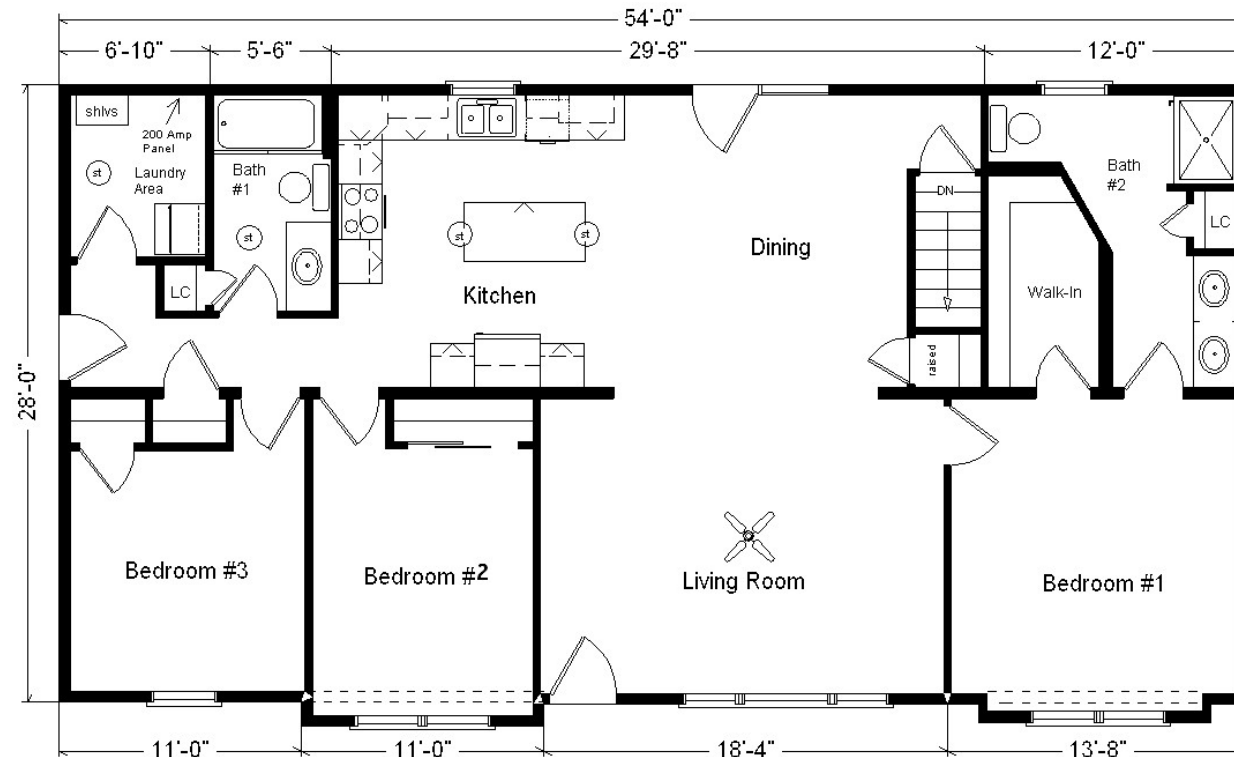 54'-0"
6'-10"
5'-6"
29'-8"
12'-0"
shlvs
200 Amp
Panel
st
Laundry
Area
Bath
#1
st
LC
st
st
Kitchen
Dining
DN
raised
Walk-In
Bath
#2
LC
28'-0"
Bedroom #3
Bedroom #2
Living Room
Bedroom #1
11'-0"
11'-0"
18'-4"
13'-8"